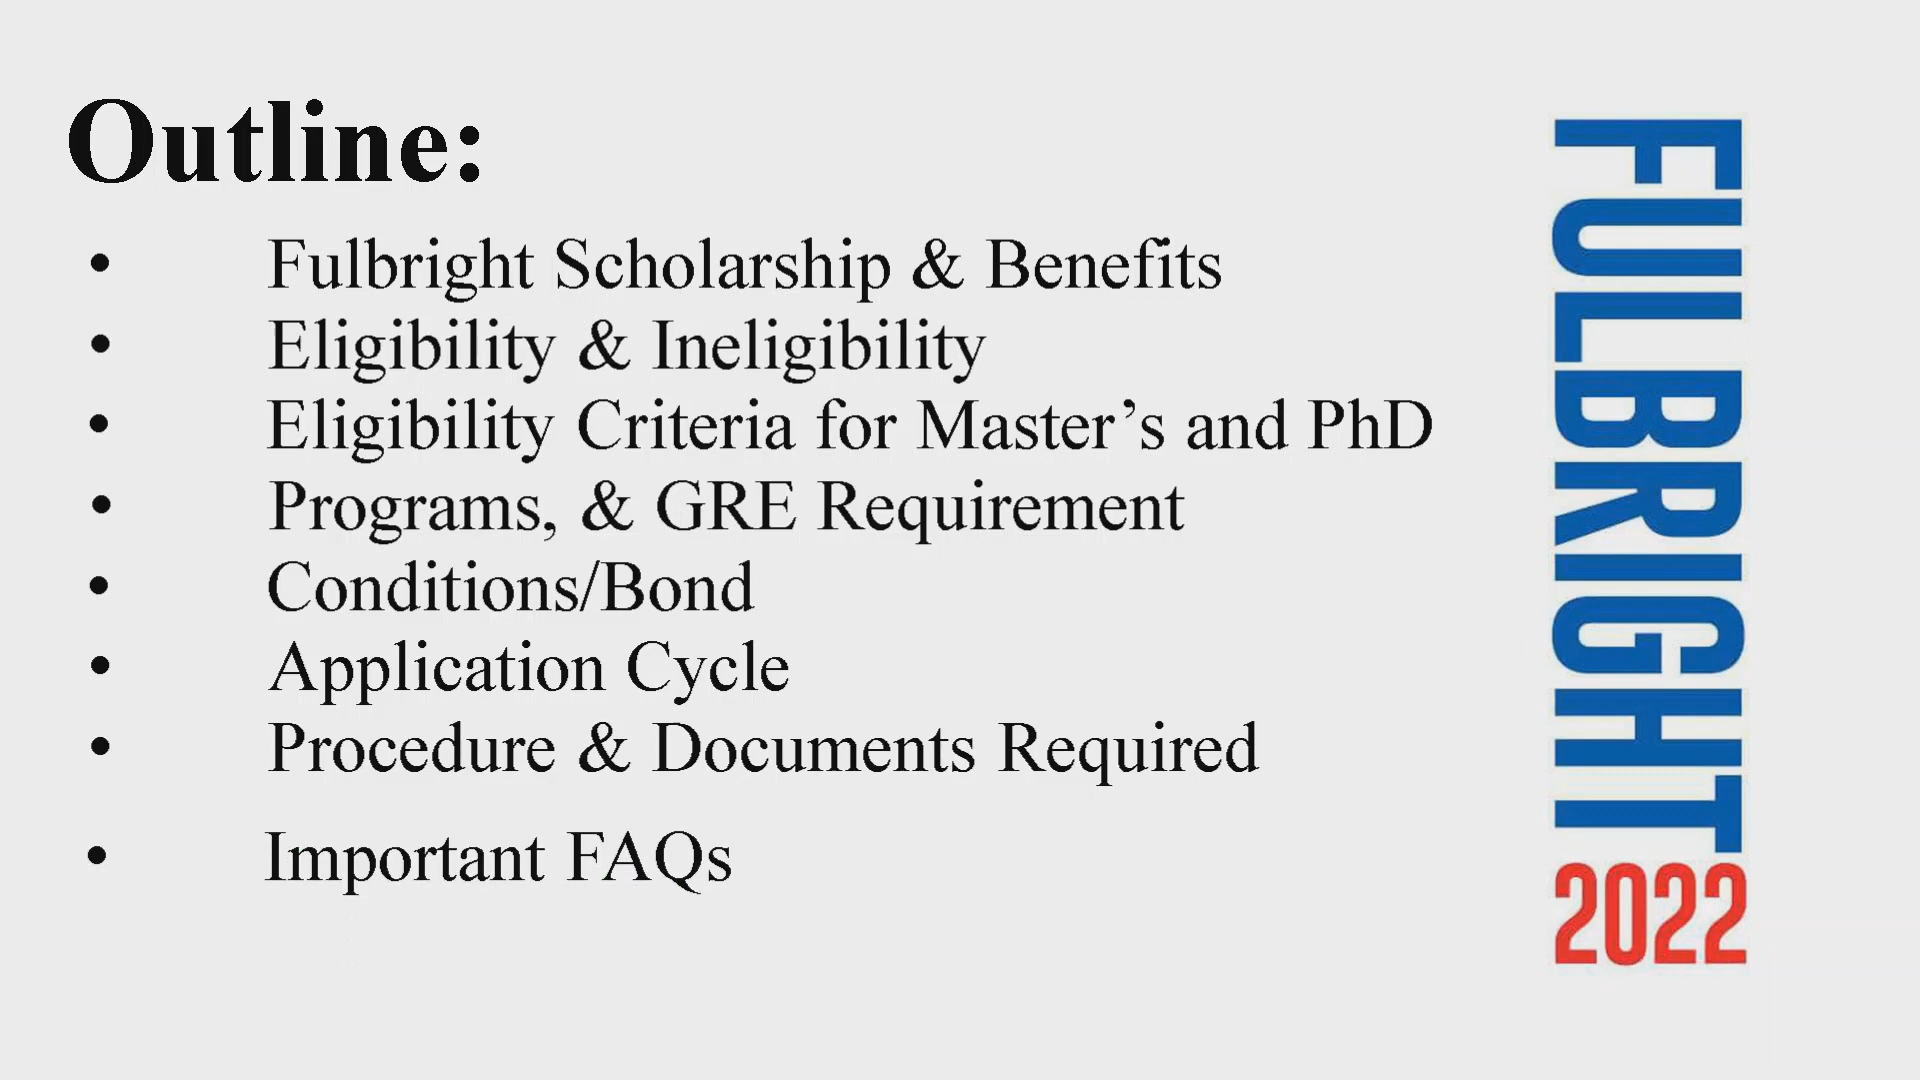 Outline:
• Fulbright Scholarship & Benefits
• Eligibility & Ineligibility
• Eligibility Criteria for Master’s and PhD
• Programs, & GRE Requirement
• Conditions/Bond
• Application Cycle
• Procedure & Documents Required
• Important FAQs
FULBRIGHT
2022